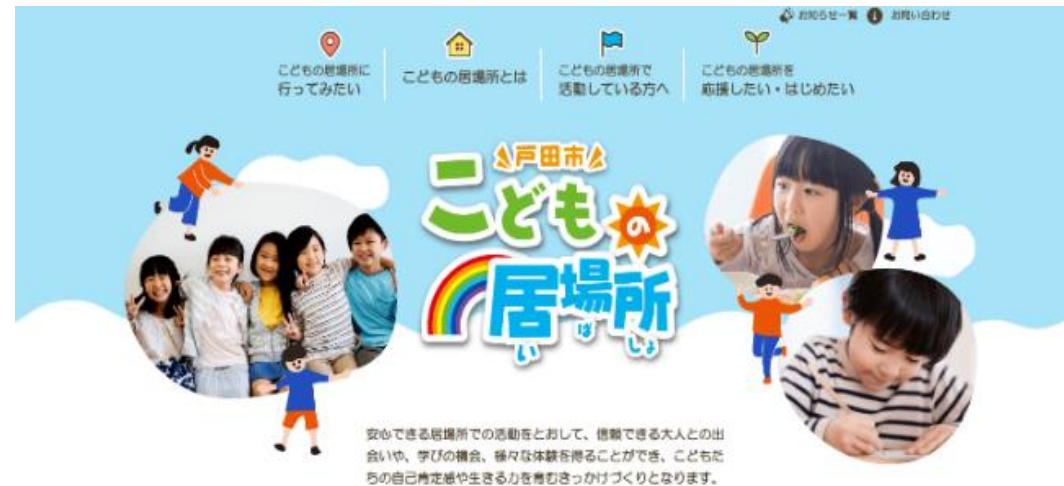 お知らせ一覧 お問い合わせ
こどもの居場所に
行ってみたい
こどもの居場所とは
こどもの居場所で
活動している方へ
こどもの居場所を
応援したい・はじめたい
戸田市
こどもの
居場所
い ば しょ
安心できる居場所での活動をとおして、信頼できる大人との出
会いや、学びの機会、様々な体験を得ることができ、こどもた
ちの自己肯定感や生きる力を育むきっかけづくりとなります。